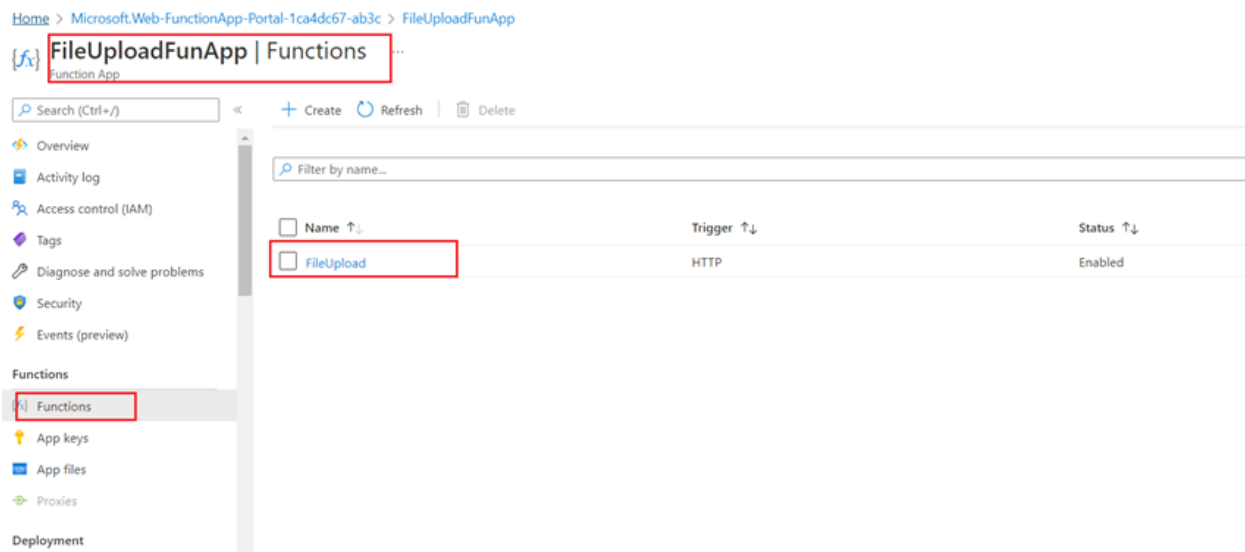 Home > Microsoft.Web-FunctionApp-Portal-1ca4dc67-ab3c > FileUploadFunApp
FileUploadFunApp | Functions ...
Function App
Search (Ctrl+/)
«
+ Create
Refresh
Delete
Overview
Activity log
Access control (IAM)
Tags
Diagnose and solve problems
Security
Events (preview)
Functions
Functions
App keys
App files
Proxies
Deployment
Filter by name...
Name ↑↓ Trigger ↑↓ Status ↑↓
FileUpload HTTP Enabled